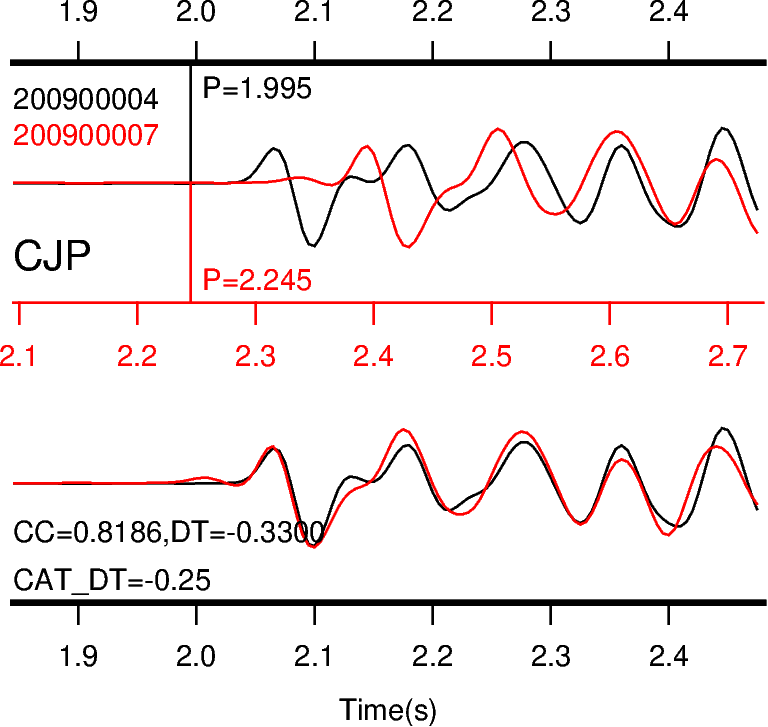 1.9 2.0 2.1 2.2 2.3 2.4
200900004 P=1.995
200900007
CJP
P=2.245
2.1 2.2 2.3 2.4 2.5 2.6 2.7
CC=0.8186,DT=-0.3300
CAT_DT=-0.25
1.9 2.0 2.1 2.2 2.3 2.4
Time(s)